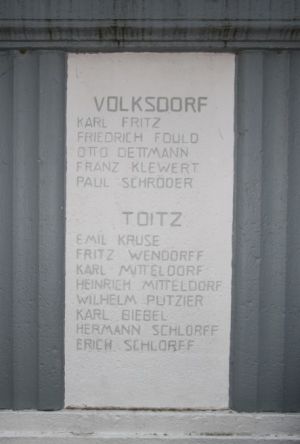 VOLKSDORF
KARL FRITZ
FRIEDRICH FOULD
OTTO DETTMANN
FRANZ KLEWERT
PAUL SCHRÖDER
TOITZ
EMIL KRUSE
FRITZ WENDORFF
KARL MITTELDORF
HEINRICH MITTELDORF
WILHELM PUTZIER
KARL BIEBEL
HERMANN SCHLORFF
ERICH SCHLORFF